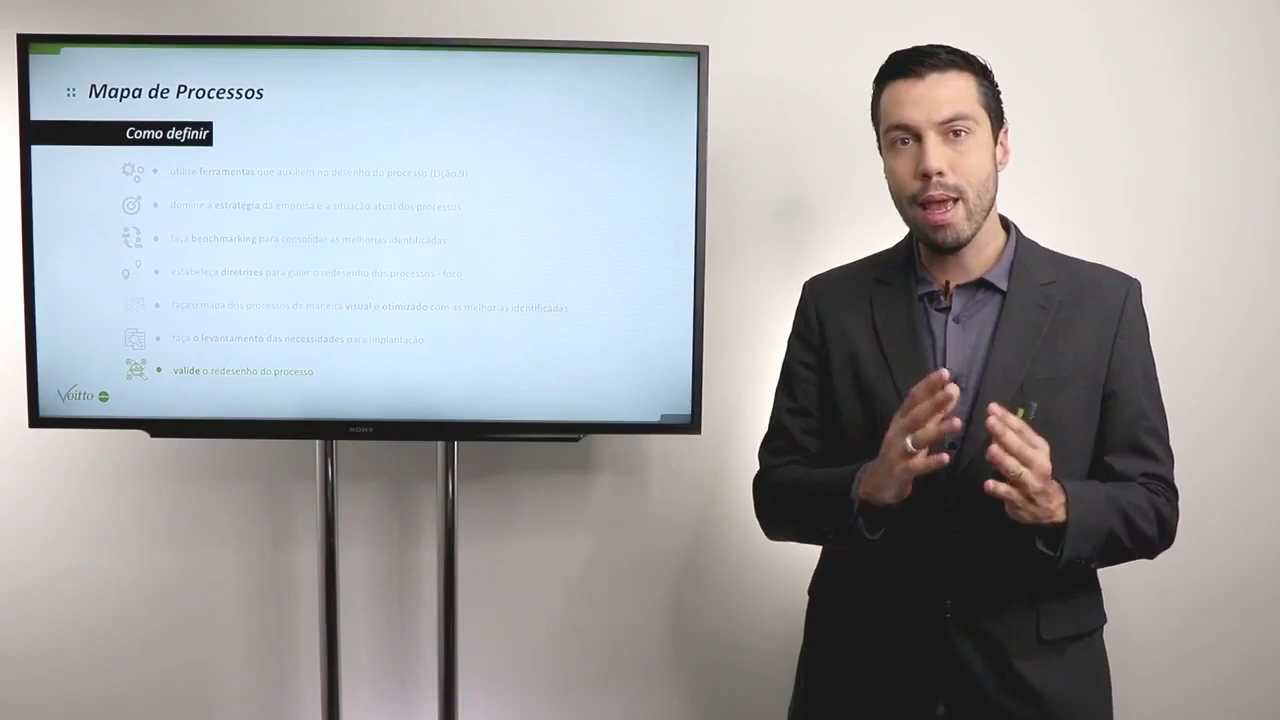 Mapa de Processos
Como definir
utilize ferramentas que auxiliem no desenho do processo (Lição 9)
domine a estratégia da empresa e a situação atual dos processos
faça benchmarking para consolidar as melhorias identificadas
estabeleça diretrizes para guiar o redesenho dos processos - foco
faça o mapa dos processos de maneira visual e otimizado com as melhorias identificadas
faça o levantamento das necessidades para implantação
valide o redesenho do processo
Voitto
SONY